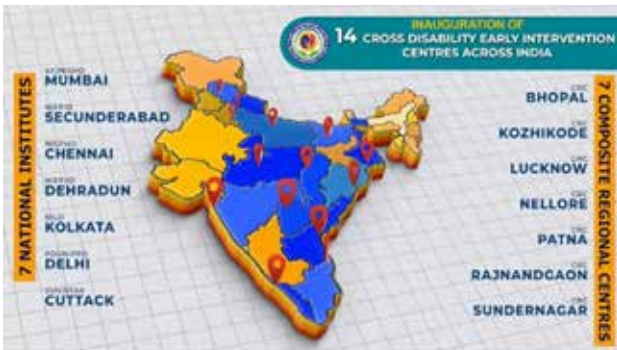 INAUGURATION OF
14 CROSS DISABILITY EARLY INTERVENTION
CENTRES ACROSS INDIA
7 NATIONAL INSTITUTES
MUMBAI
SECUNDERABAD
CHENNAI
DEHRADUN
KOLKATA
DELHI
CUTTACK
7 COMPOSITE REGIONAL CENTRES
CRC
BHOPAL
CRC
KOZHIKODE
CRC
LUCKNOW
CRC
NELLORE
CRC
PATNA
CRC
RAJNANDGAON
CRC
SUNDERNAGAR